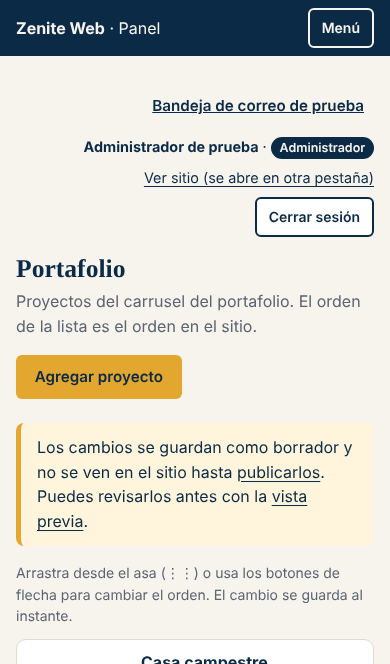 Zenite Web · Panel
Menú
Bandeja de correo de prueba
Administrador de prueba · Administrador
Ver sitio (se abre en otra pestaña)
Cerrar sesión
Portafolio
Proyectos del carrusel del portafolio. El orden
de la lista es el orden en el sitio.
Agregar proyecto
Los cambios se guardan como borrador y
no se ven en el sitio hasta publicarlos.
Puedes revisarlos antes con la vista
previa.
Arrastra desde el asa (⋮⋮) o usa los botones de
flecha para cambiar el orden. El cambio se guarda al
instante.
Casa campestre